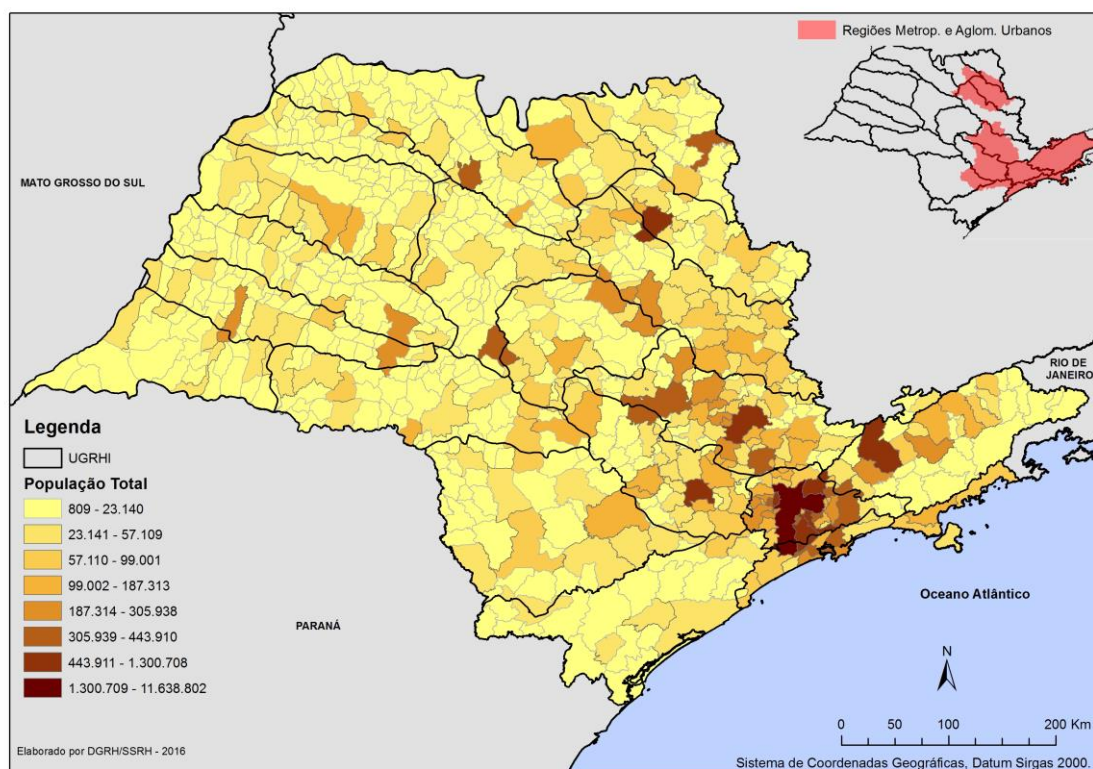 Regiões Metrop. e Aglom. Urbanos
MATO GROSSO DO SUL
RIO DE
JANEIRO
Legenda
UGRHI
População Total
809 - 23.140
23.141 - 57.109
57.110 - 99.001
99.002 - 187.313
187.314 - 305.938
305.939 - 443.910
443.911 - 1.300.708
1.300.709 - 11.638.802
PARANÁ
Oceano Atlântico
N
0 50 100 200 Km
Elaborado por DGRH/SSRH - 2016
Sistema de Coordenadas Geográficas, Datum Sirgas 2000.